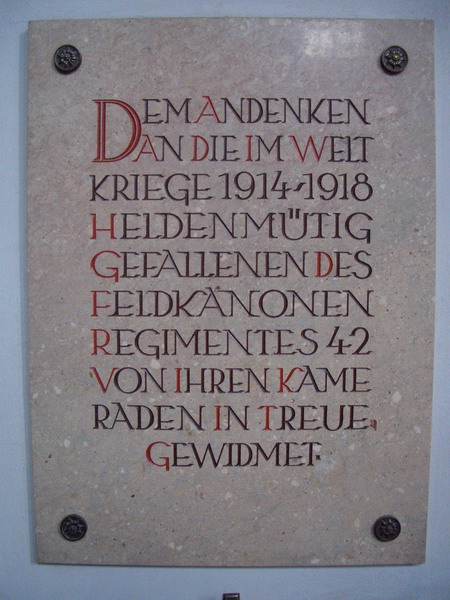 DEM ANDENKEN
AN DIE IM WELT
KRIEGE 1914-1918
HELDENMÜTIG
GEFALLENEN DES
FELDKANONEN
REGIMENTES 42
VON IHREN KAME
RADEN IN TREUE
GEWIDMET.